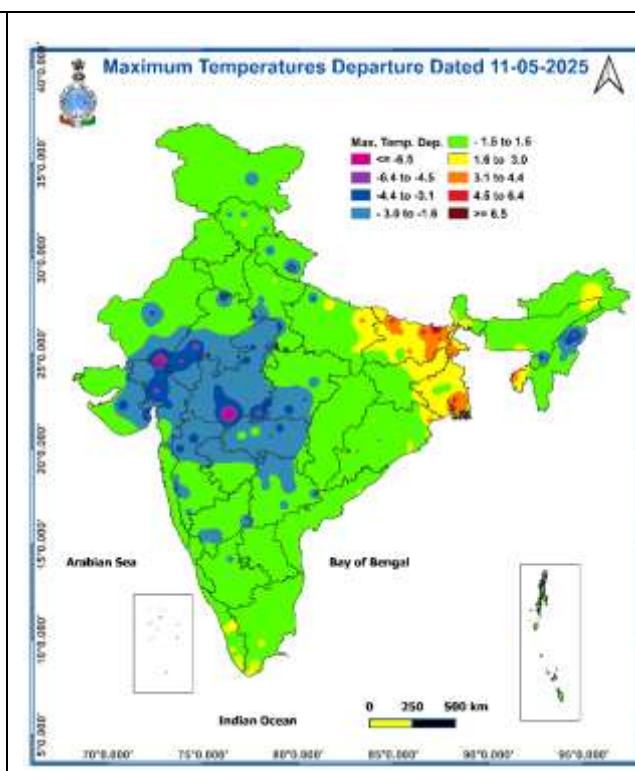 Maximum Temperatures Departure Dated 11-05-2025
Max. Temp. Dep.
<= -6.5
-6.4 to -4.5
-4.4 to -3.1
- 3.0 to -1.6
- 1.5 to 1.5
1.6 to 3.0
3.1 to 4.4
4.5 to 6.4
>= 6.5
40°0.000'
35°0.000'
30°0.000'
25°0.000'
20°0.000'
15°0.000'
10°0.000'
5°0.000'
Arabian Sea
Bay of Bengal
Indian Ocean
0 250 500 km
70°0.000' 75°0.000' 80°0.000' 85°0.000' 90°0.000' 95°0.000'